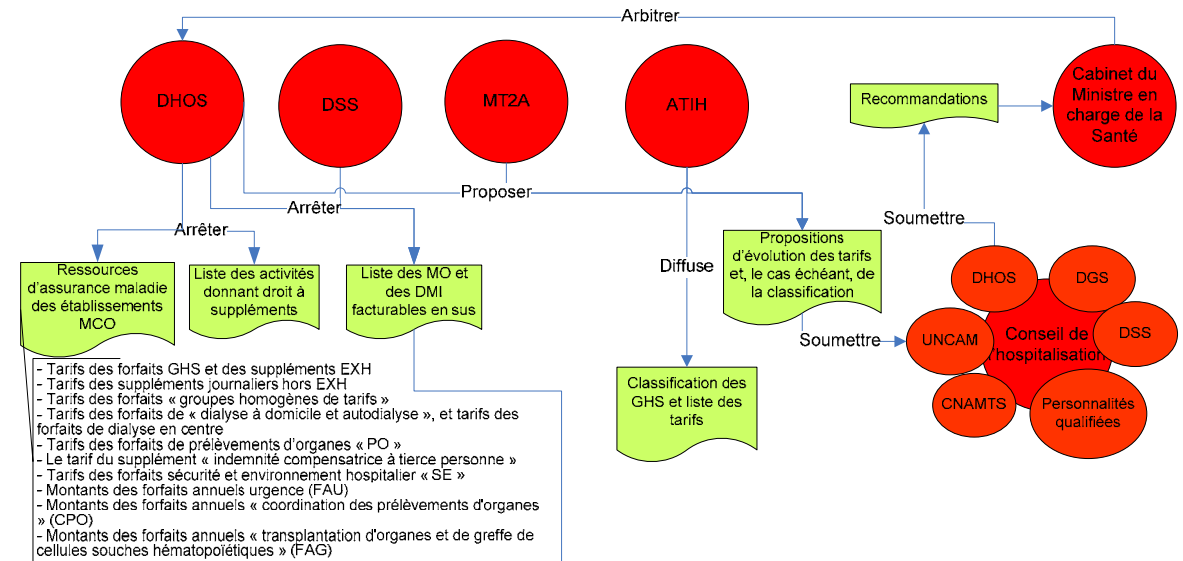 Arbitrer
DHOS
DSS
MT2A
ATIH
Recommandations
Cabinet du
Ministre en
charge de la
Santé
Proposer
Arrêter
Arrêter
Soumettre
Diffuse
Ressources
d'assurance maladie
des établissements
MCO
Liste des activités
donnant droit à
suppléments
Liste des MO et
des DMI
facturables en sus
Propositions
d'évolution des tarifs
et, le cas échéant, de
la classification
Soumettre
DHOS
DGS
UNCAM
Conseil de
l'hospitalisation
DSS
CNAMTS
Personnalités
qualifiées
Classification des
GHS et liste des
tarifs
- Tarifs des forfaits GHS et des suppléments EXH
- Tarifs des suppléments journaliers hors EXH
- Tarifs des forfaits « groupes homogènes de tarifs »
- Tarifs des forfaits de « dialyse à domicile et autodialyse », et tarifs des
forfaits de dialyse en centre
- Tarifs des forfaits de prélèvements d'organes « PO »
- Le tarif du supplément « indemnité compensatrice à tierce personne »
- Tarifs des forfaits sécurité et environnement hospitalier « SE »
- Montants des forfaits annuels urgence (FAU)
- Montants des forfaits annuels « coordination des prélèvements d'organes
» (CPO)
- Montants des forfaits annuels « transplantation d'organes et de greffe de
cellules souches hématopoïétiques » (FAG)